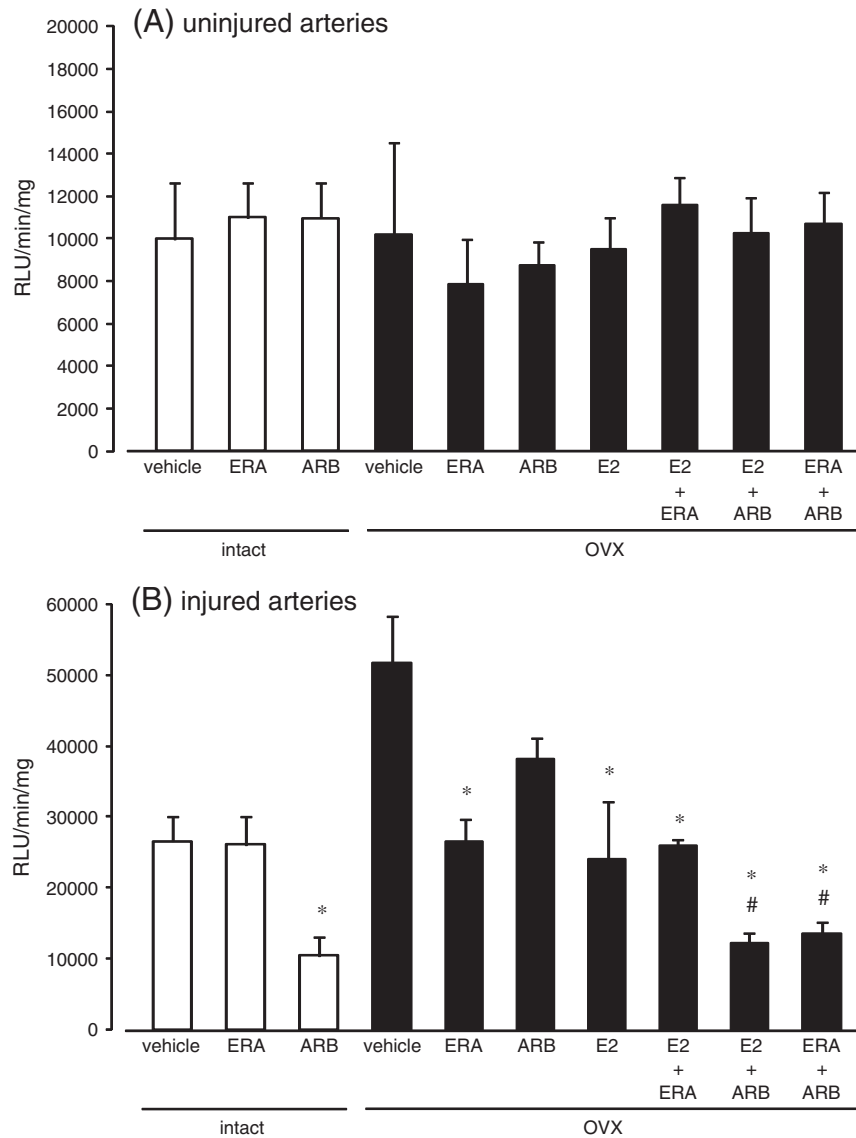 (A) uninjured arteries
20000
18000
16000
14000
12000
10000
8000
6000
4000
2000
0
RLU/min/mg
vehicle ERA ARB vehicle ERA ARB E2 E2 + ERA E2 + ARB ERA + ARB
intact OVX
(B) injured arteries
60000
50000
40000
30000
20000
10000
0
RLU/min/mg
* * * * * # * #
vehicle ERA ARB vehicle ERA ARB E2 E2 + ERA E2 + ARB ERA + ARB
intact OVX